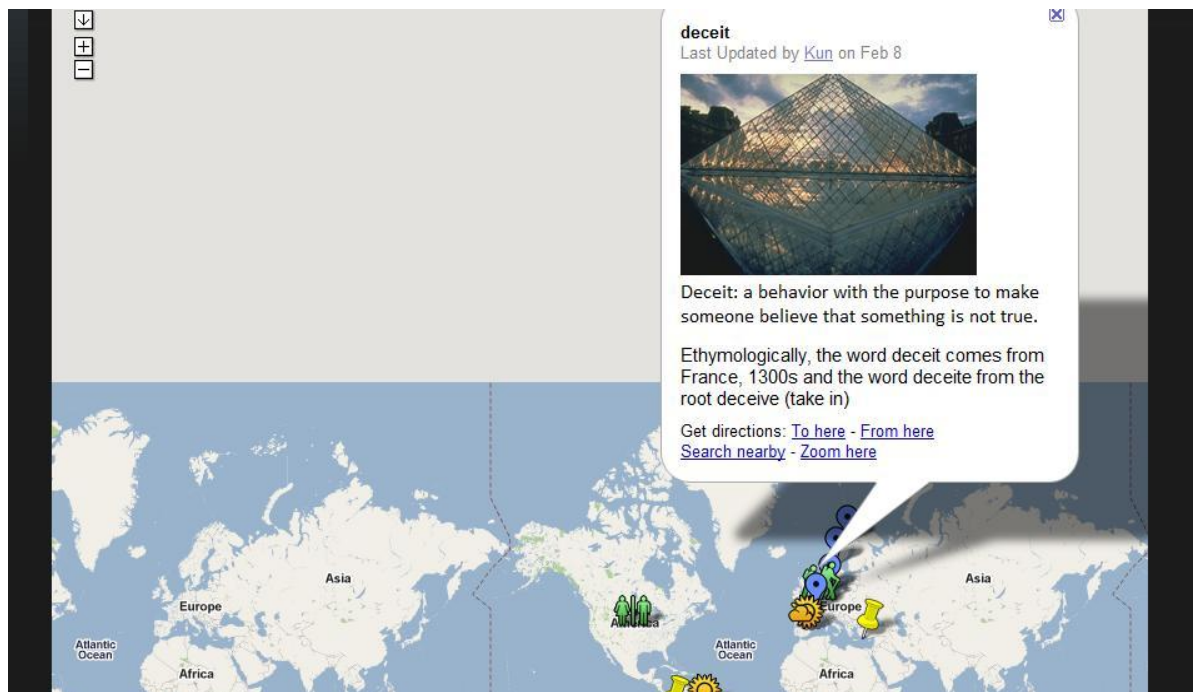 deceit
Last Updated by Kun on Feb 8
Deceit: a behavior with the purpose to make
someone believe that something is not true.
Ethymologically, the word deceit comes from
France, 1300s and the word deceite from the
root deceive (take in)
Get directions: To here - From here
Search nearby - Zoom here
Asia
Asia
Europe
Europe
Atlantic
Ocean
Atlantic
Ocean
Africa
Africa